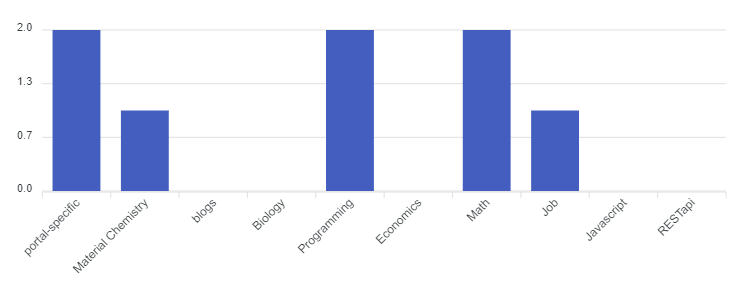 2.0
1.3
0.7
0.0
portal-specific
Material Chemistry
blogs
Biology
Programming
Economics
Math
Job
Javascript
RESTapi